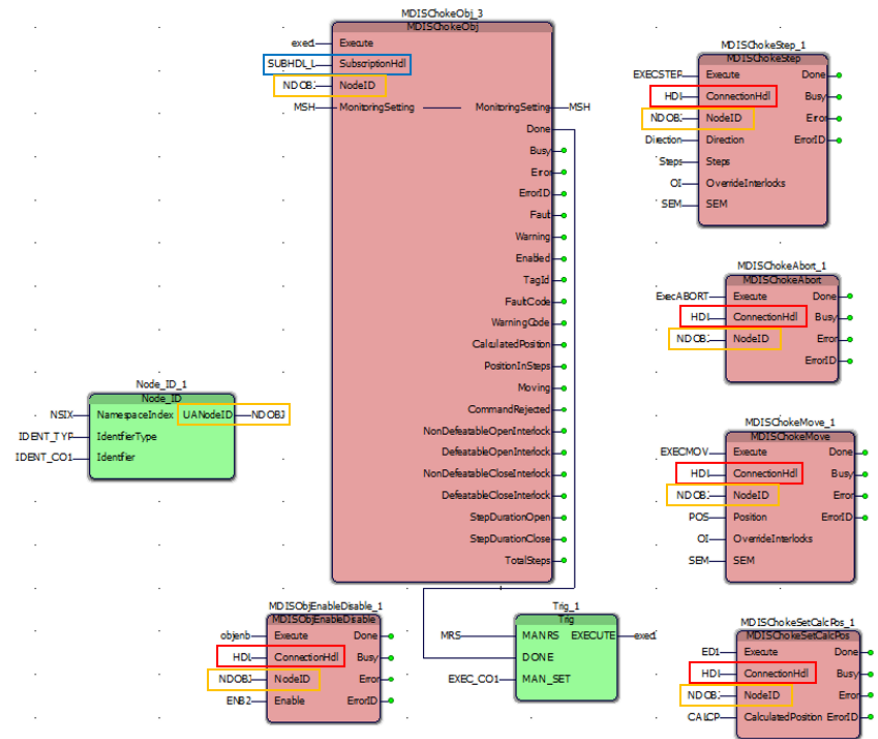 MDISChokeObj_3
MDISChokeObj
exec1 Execute
SUBHDL_L SubscriptionHdl
NDOBJ NodeID
MSH MonitoringSetting MonitoringSetting MSH
Done
Busy
Error
ErrorID
Fault
Warning
Enabled
TagId
FaultCode
WarningCode
CalculatedPosition
PositionInSteps
Moving
CommandRejected
NonDefeatableOpenInterlock
DefeatableOpenInterlock
NonDefeatableCloseInterlock
DefeatableCloseInterlock
StepDurationOpen
StepDurationClose
TotalSteps
MDISChokeStep_1
MDISChokeStep
EXECSTEP Execute Done
HDL ConnectionHdl Busy
NDOBJ NodeID Error
Direction Direction ErrorID
Steps Steps
OI OverrideInterlocks
SEM SEM
MDISChokeAbort_1
MDISChokeAbort
ExecABORT Execute Done
HDL ConnectionHdl Busy
NDOBJ NodeID Error
ErrorID
Node_ID_1
Node_ID
NSIX NamespaceIndex UANodeID NDOBJ
IDENT_TYP IdentifierType
IDENT_CO1 Identifier
MDISChokeMove_1
MDISChokeMove
EXECMOV Execute Done
HDL ConnectionHdl Busy
NDOBJ NodeID Error
POS Position ErrorID
OI OverrideInterlocks
SEM SEM
MDISObjEnableDisable_1
MDISObjEnableDisable
objenb Execute Done
HDL ConnectionHdl Busy
NDOBJ NodeID Error
ENB2 Enable ErrorID
Trig_1
Trig
MRS MANRS EXECUTE exec1
DONE
EXEC_CO1 MAN_SET
MDISChokeSetCalcPos_1
MDISChokeSetCalcPos
ED1 Execute Done
HDL ConnectionHdl Busy
NDOBJ NodeID Error
CALCP CalculatedPosition ErrorID